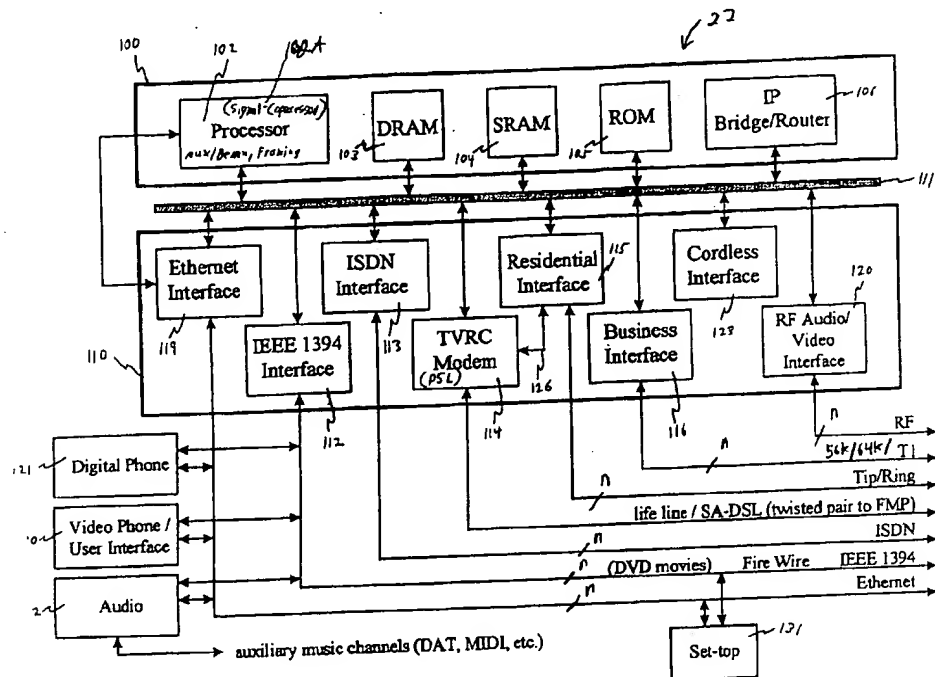 22
100
102
102A
(Signal-Coprocessor)
Processor
Aux/Demux, Framing
DRAM
103
SRAM
104
ROM
105
IP
Bridge/Router
106
111
Ethernet
Interface
119
IEEE 1394
Interface
112
ISDN
Interface
113
TVRC
Modem
(DSL)
114
Residential
Interface
115
126
Business
Interface
116
Cordless
Interface
128
RF Audio/
Video
Interface
120
110
n
RF
n
56k/64k/T1
n
Tip/Ring
life line / SA-DSL (twisted pair to FMP)
n
ISDN
n
(DVD movies) Fire Wire IEEE 1394
n
Ethernet
121
Digital Phone
0
Video Phone /
User Interface
2
Audio
auxiliary music channels (DAT, MIDI, etc.)
Set-top
131